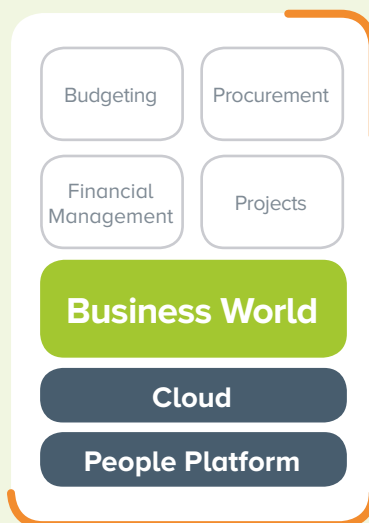 Budgeting
Procurement
Financial
Management
Projects
Business World
Cloud
People Platform